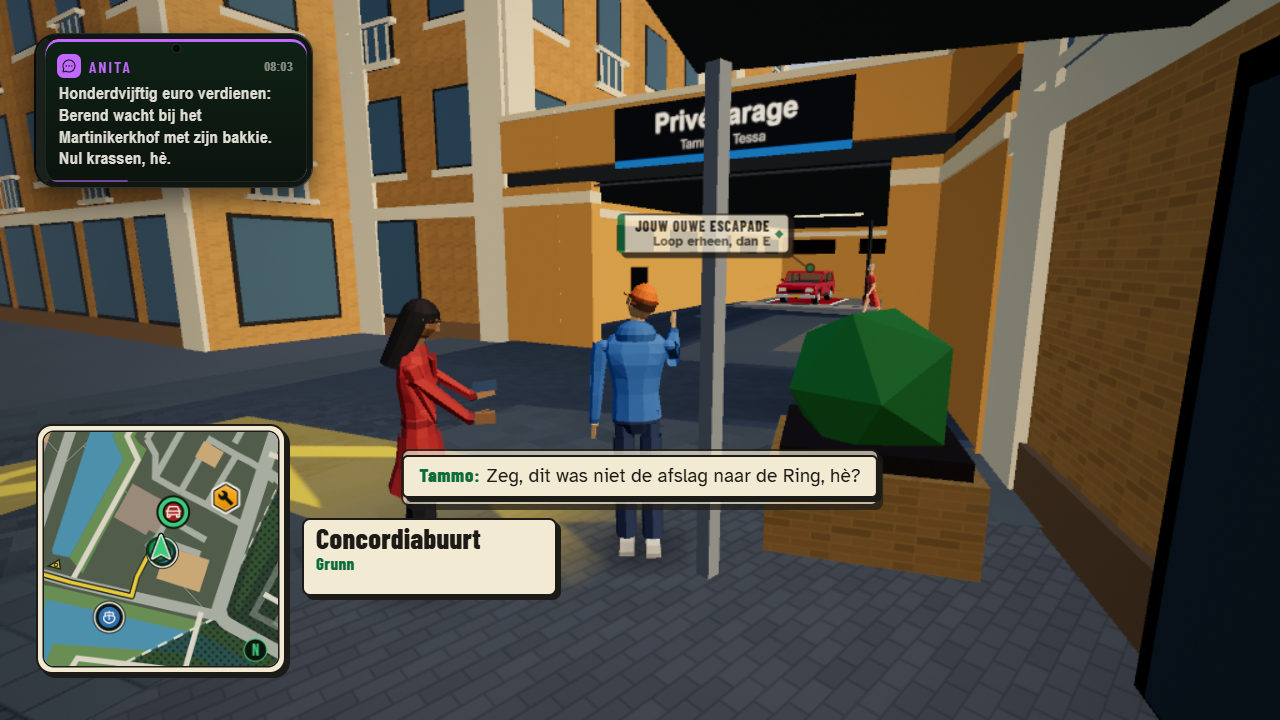 ANITA
08:03
Honderdvijftig euro verdienen:
Berend wacht bij het
Martinikerkhof met zijn bakkie.
Nul krassen, hè.
Tessa
JOUW OUWE ESCAPADE
Loop erheen, dan E
Tammo: Zeg, dit was niet de afslag naar de Ring, hè?
Concordiabuurt
Grunn
N